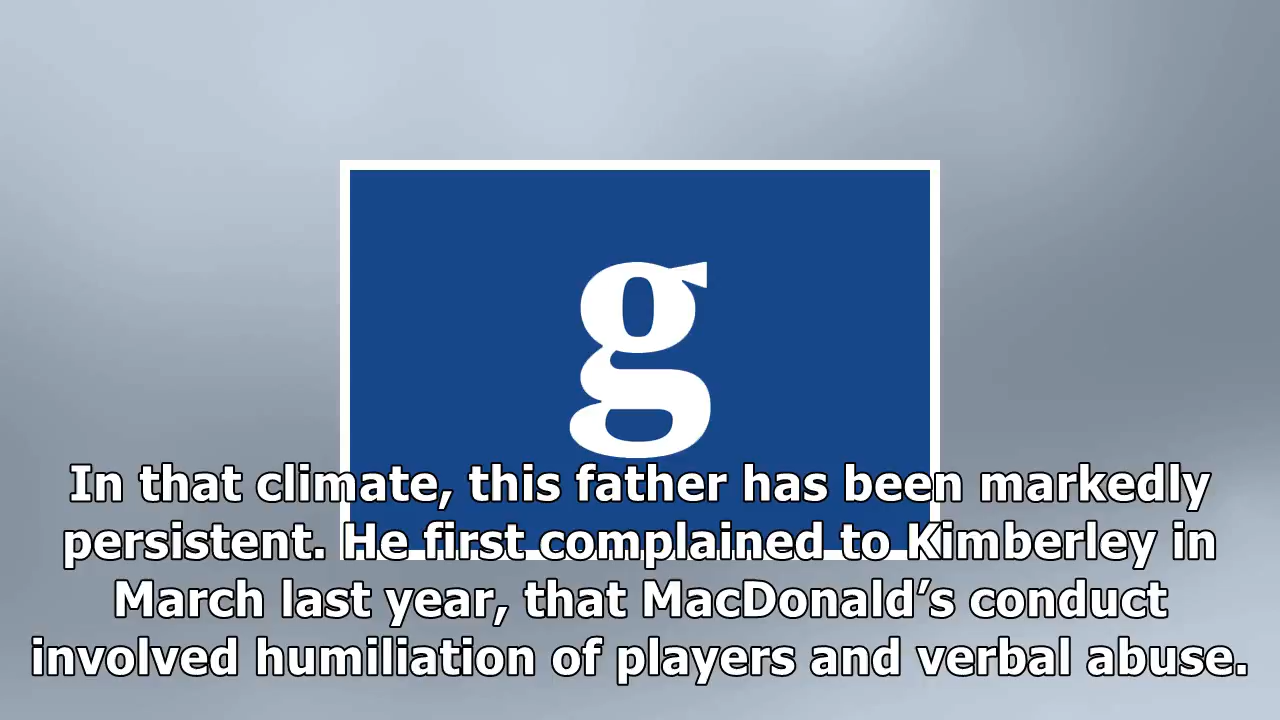 g
In that climate, this father has been markedly
persistent. He first complained to Kimberley in
March last year, that MacDonald’s conduct
involved humiliation of players and verbal abuse.